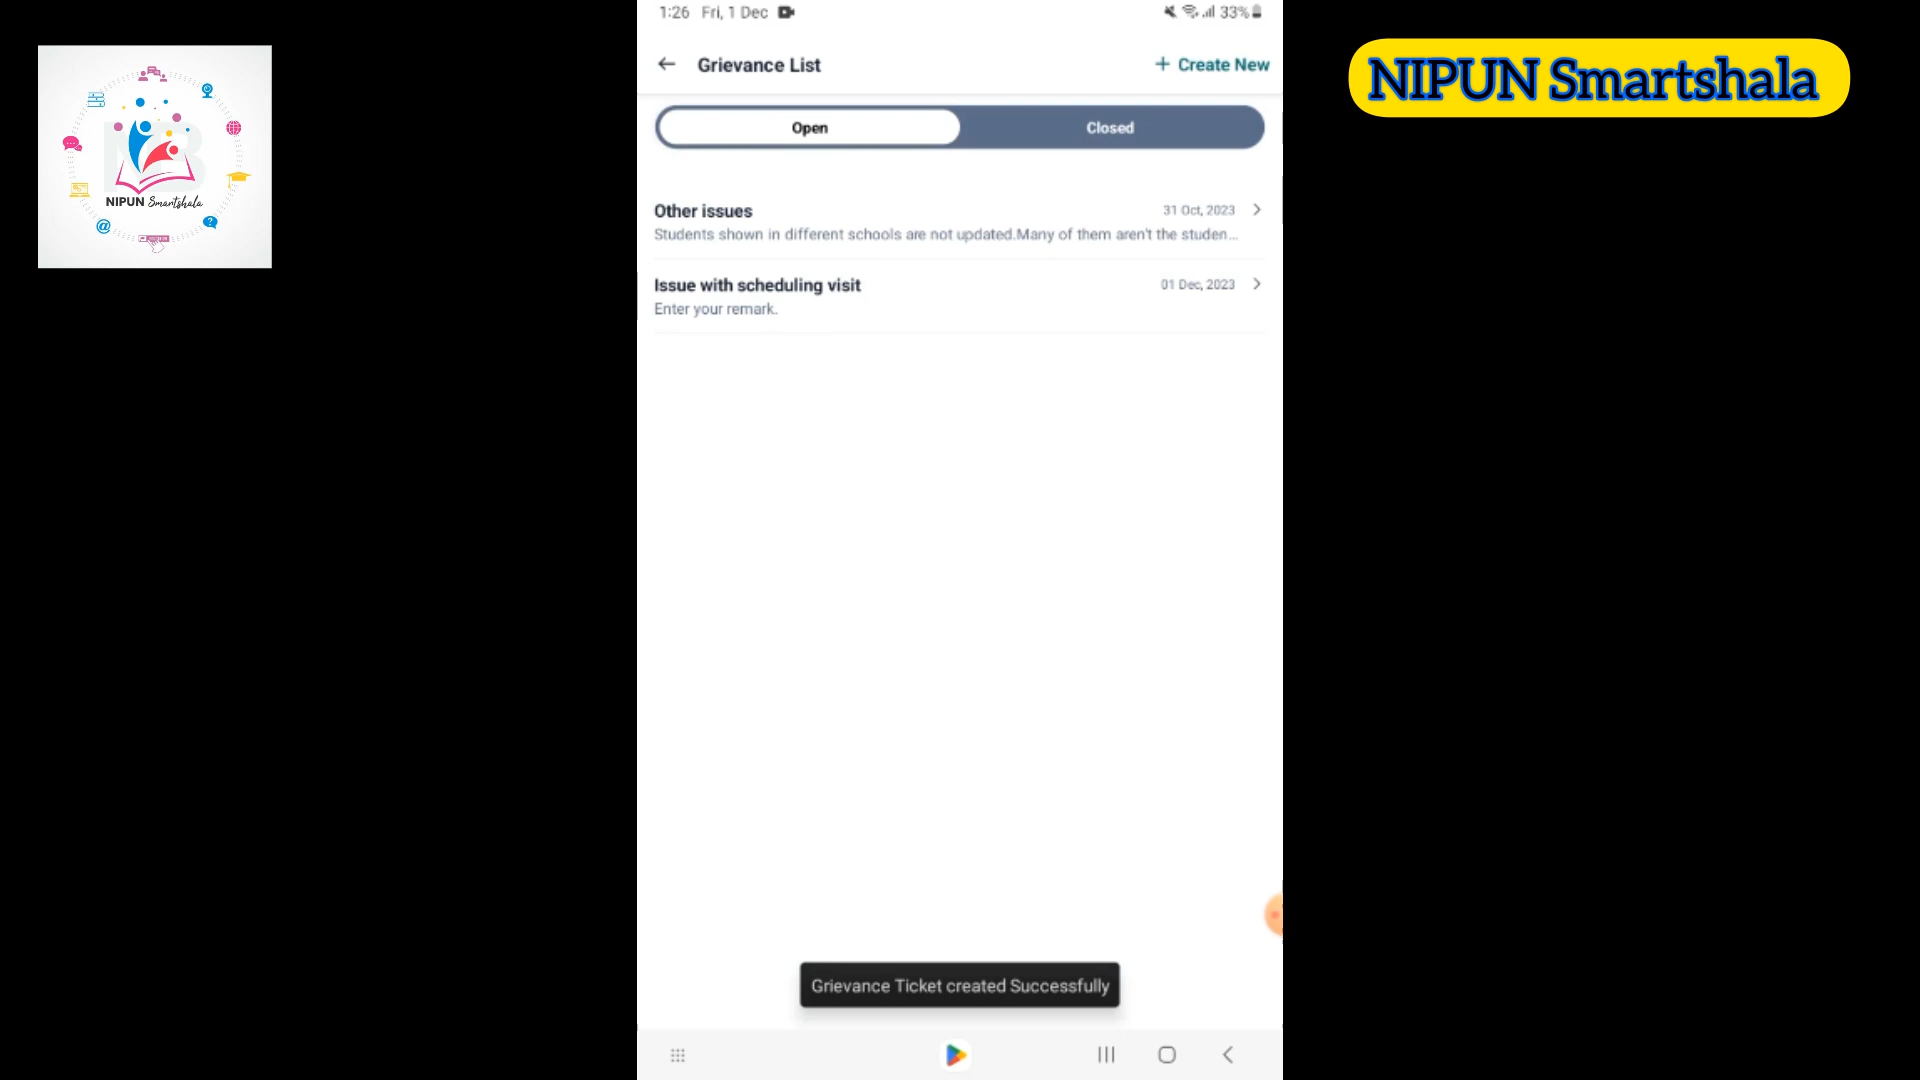 NIPUN Smartshala
1:26 Fri, 1 Dec
33%
Grievance List
+ Create New
Open
Closed
Other issues
31 Oct, 2023
Students shown in different schools are not updated.Many of them aren't the studen...
Issue with scheduling visit
01 Dec, 2023
Enter your remark.
Grievance Ticket created Successfully
NIPUN Smartshala